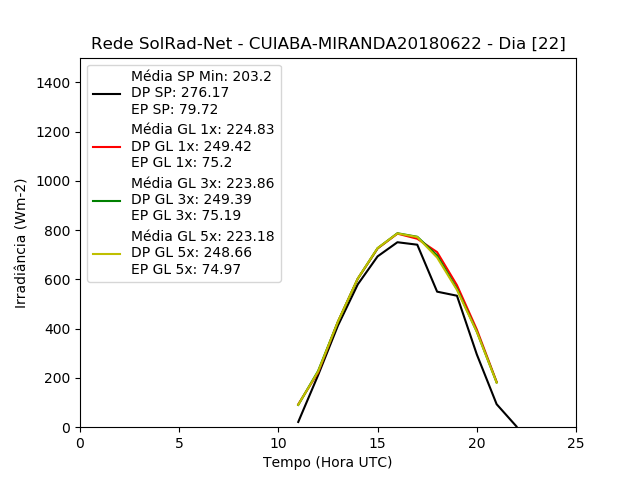 Rede SolRad-Net - CUIABA-MIRANDA20180622 - Dia [22]
Média SP Min: 203.2
DP SP: 276.17
EP SP: 79.72
Média GL 1x: 224.83
DP GL 1x: 249.42
EP GL 1x: 75.2
Média GL 3x: 223.86
DP GL 3x: 249.39
EP GL 3x: 75.19
Média GL 5x: 223.18
DP GL 5x: 248.66
EP GL 5x: 74.97
1400
1200
1000
800
600
400
200
0
Irradiância (Wm-2)
0 5 10 15 20 25
Tempo (Hora UTC)